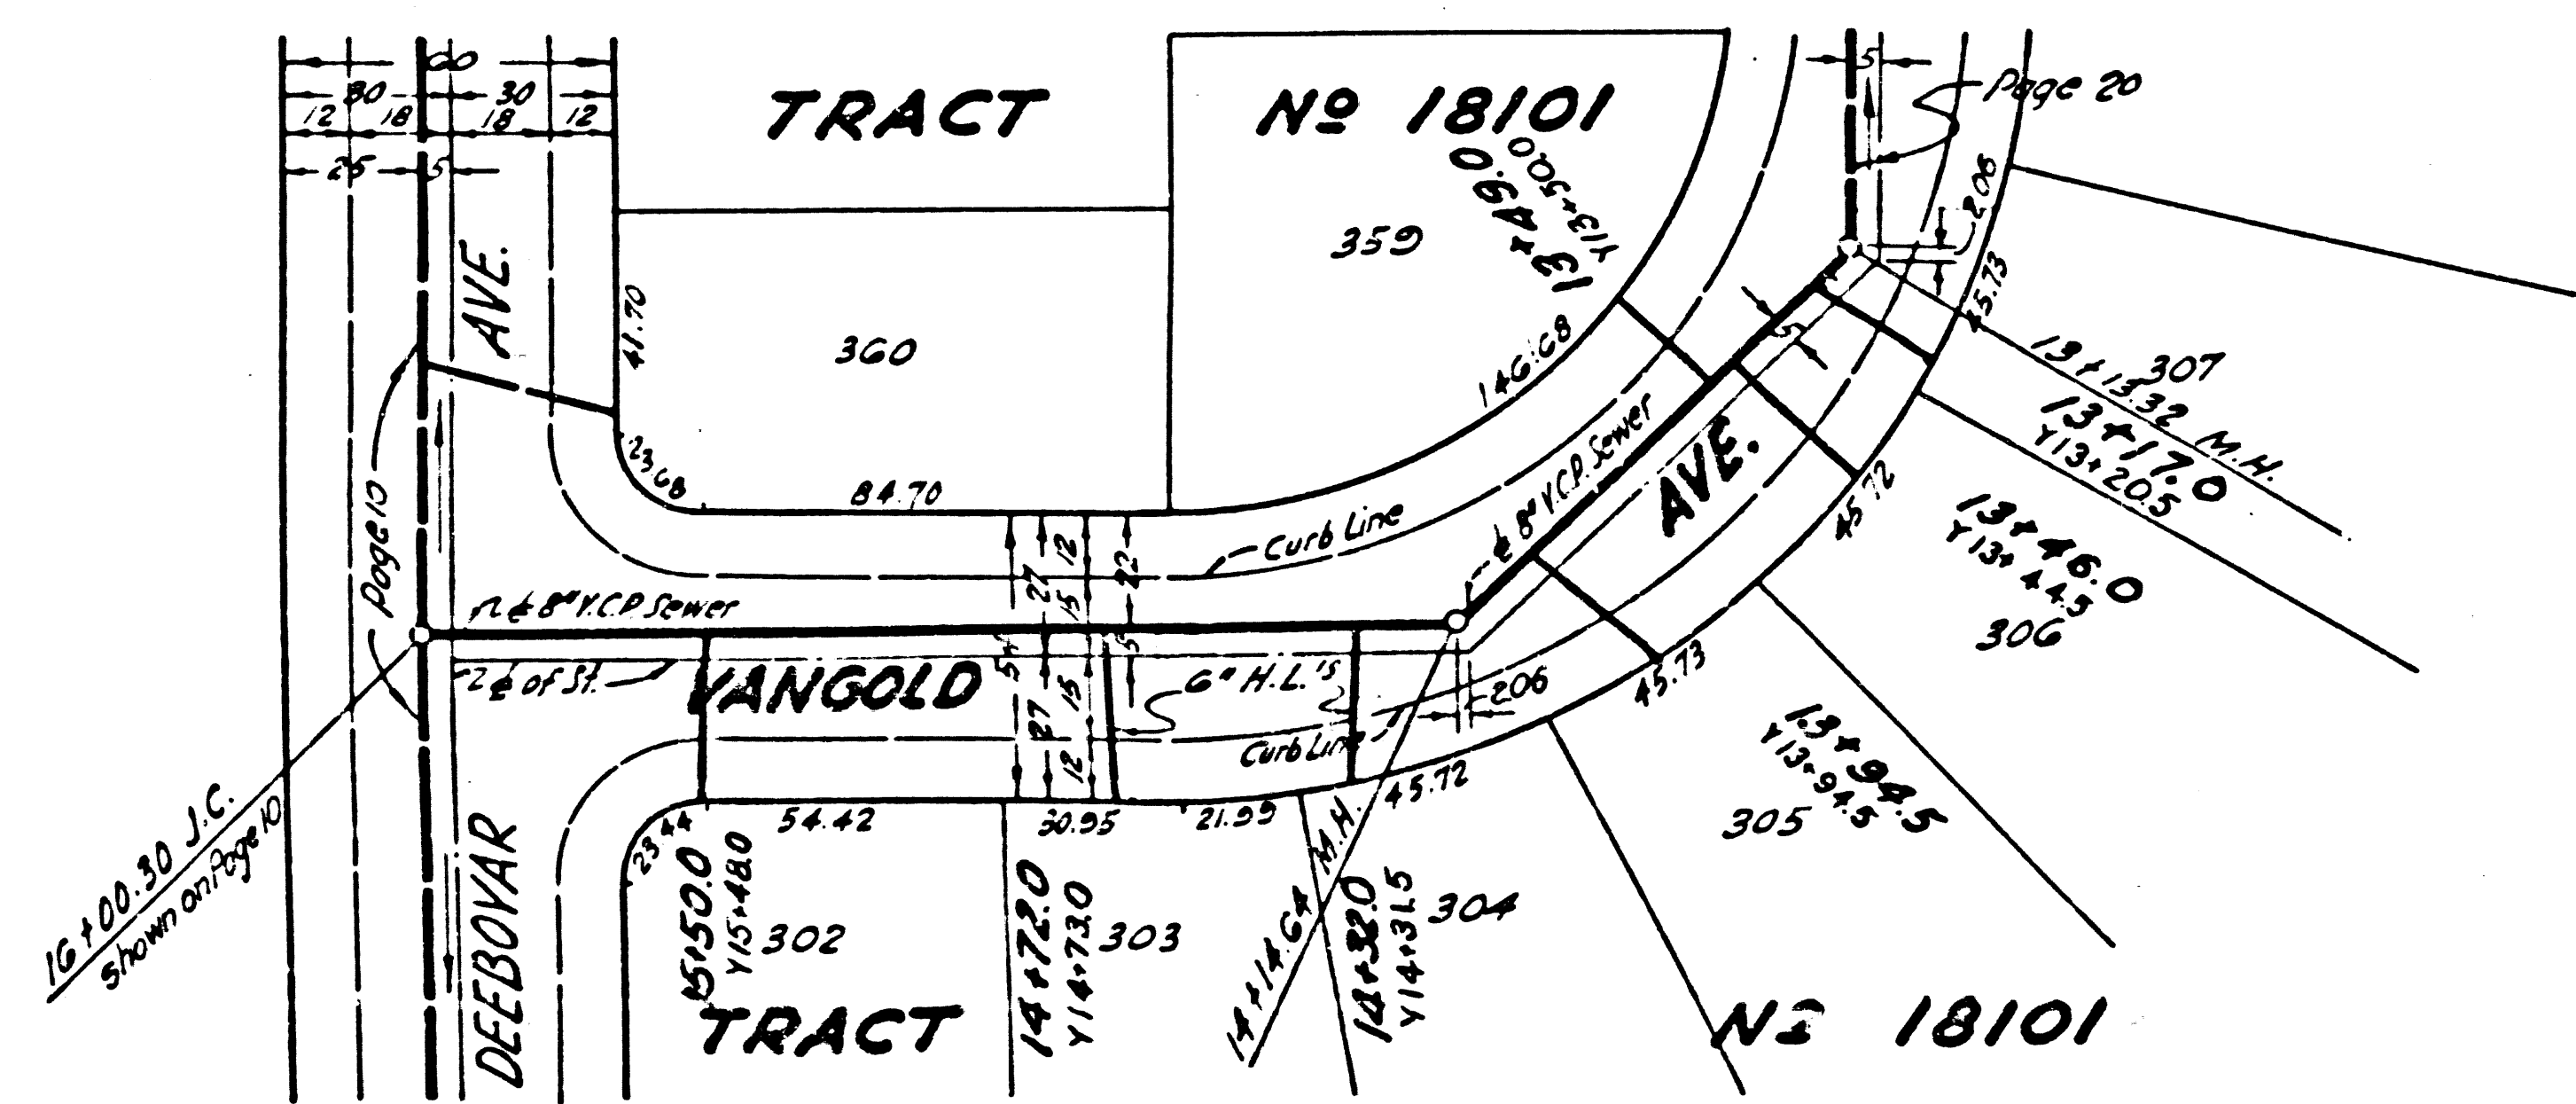 60
30 30
12 18 18 12
25 5
TRACT Nº 18101
5
Page 20
13+49.0
Y13+50.0
359
2.06
AVE.
41.70
360
45.73
146.68
5
307
13+13.32 M.H.
13+17.0
Y13+20.5
Page 10
23.68
84.70
Curb Line
℄ 8" V.C.P. Sewer
AVE.
45.72
13+46.0
Y13+44.5
306
27 12 22
15
℄ 8" V.C.P. Sewer
℄ of St.
VANGOLD
54
5
27 15
12
6" H.L.'s
2.06
45.73
Curb Line
13+94.5
Y13+94.5
305
16+00.30 J.C.
Shown on Page 10
DEEBOYAR
23.44
54.42
30.95
21.99
45.72
15+50.0
Y15+48.0
302
14+72.0
Y14+73.0
303
14+14.64 M.H.
14+32.0
Y14+31.5
304
TRACT Nº 18101